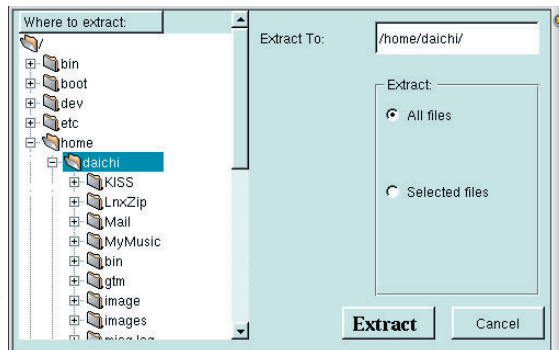 Where to extract:
/
bin
boot
dev
etc
home
daichi
KISS
LnxZip
Mail
MyMusic
bin
gtm
image
images
Extract To:
/home/daichi/
Extract:
All files
Selected files
Extract
Cancel